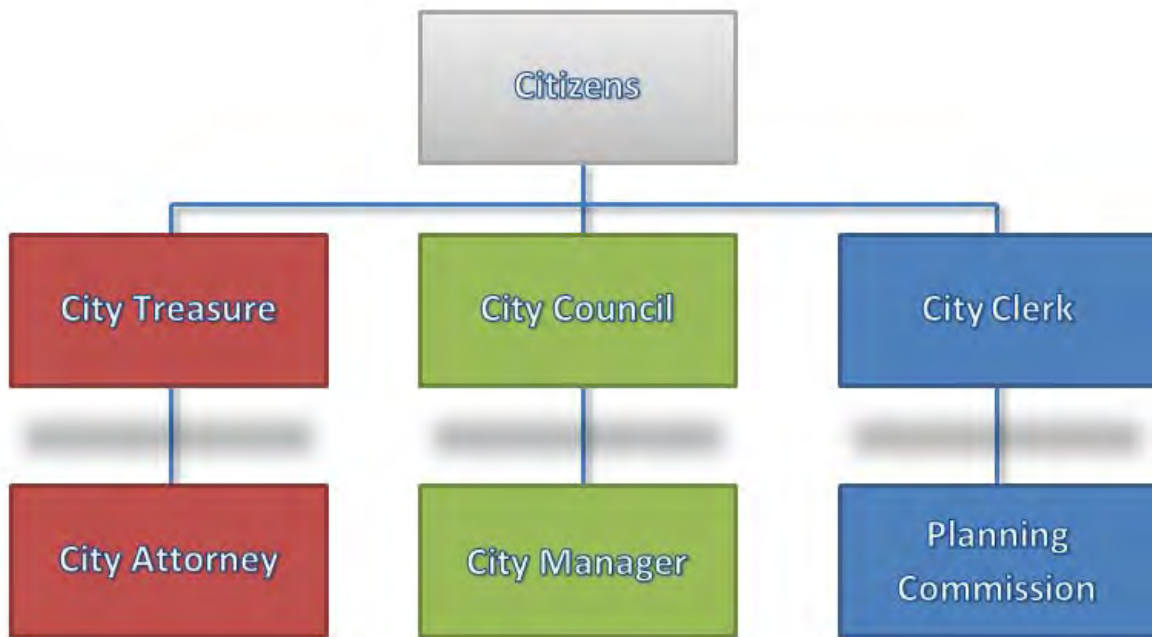 Citizens
City Treasure
City Council
City Clerk
City Attorney
City Manager
Planning
Commission